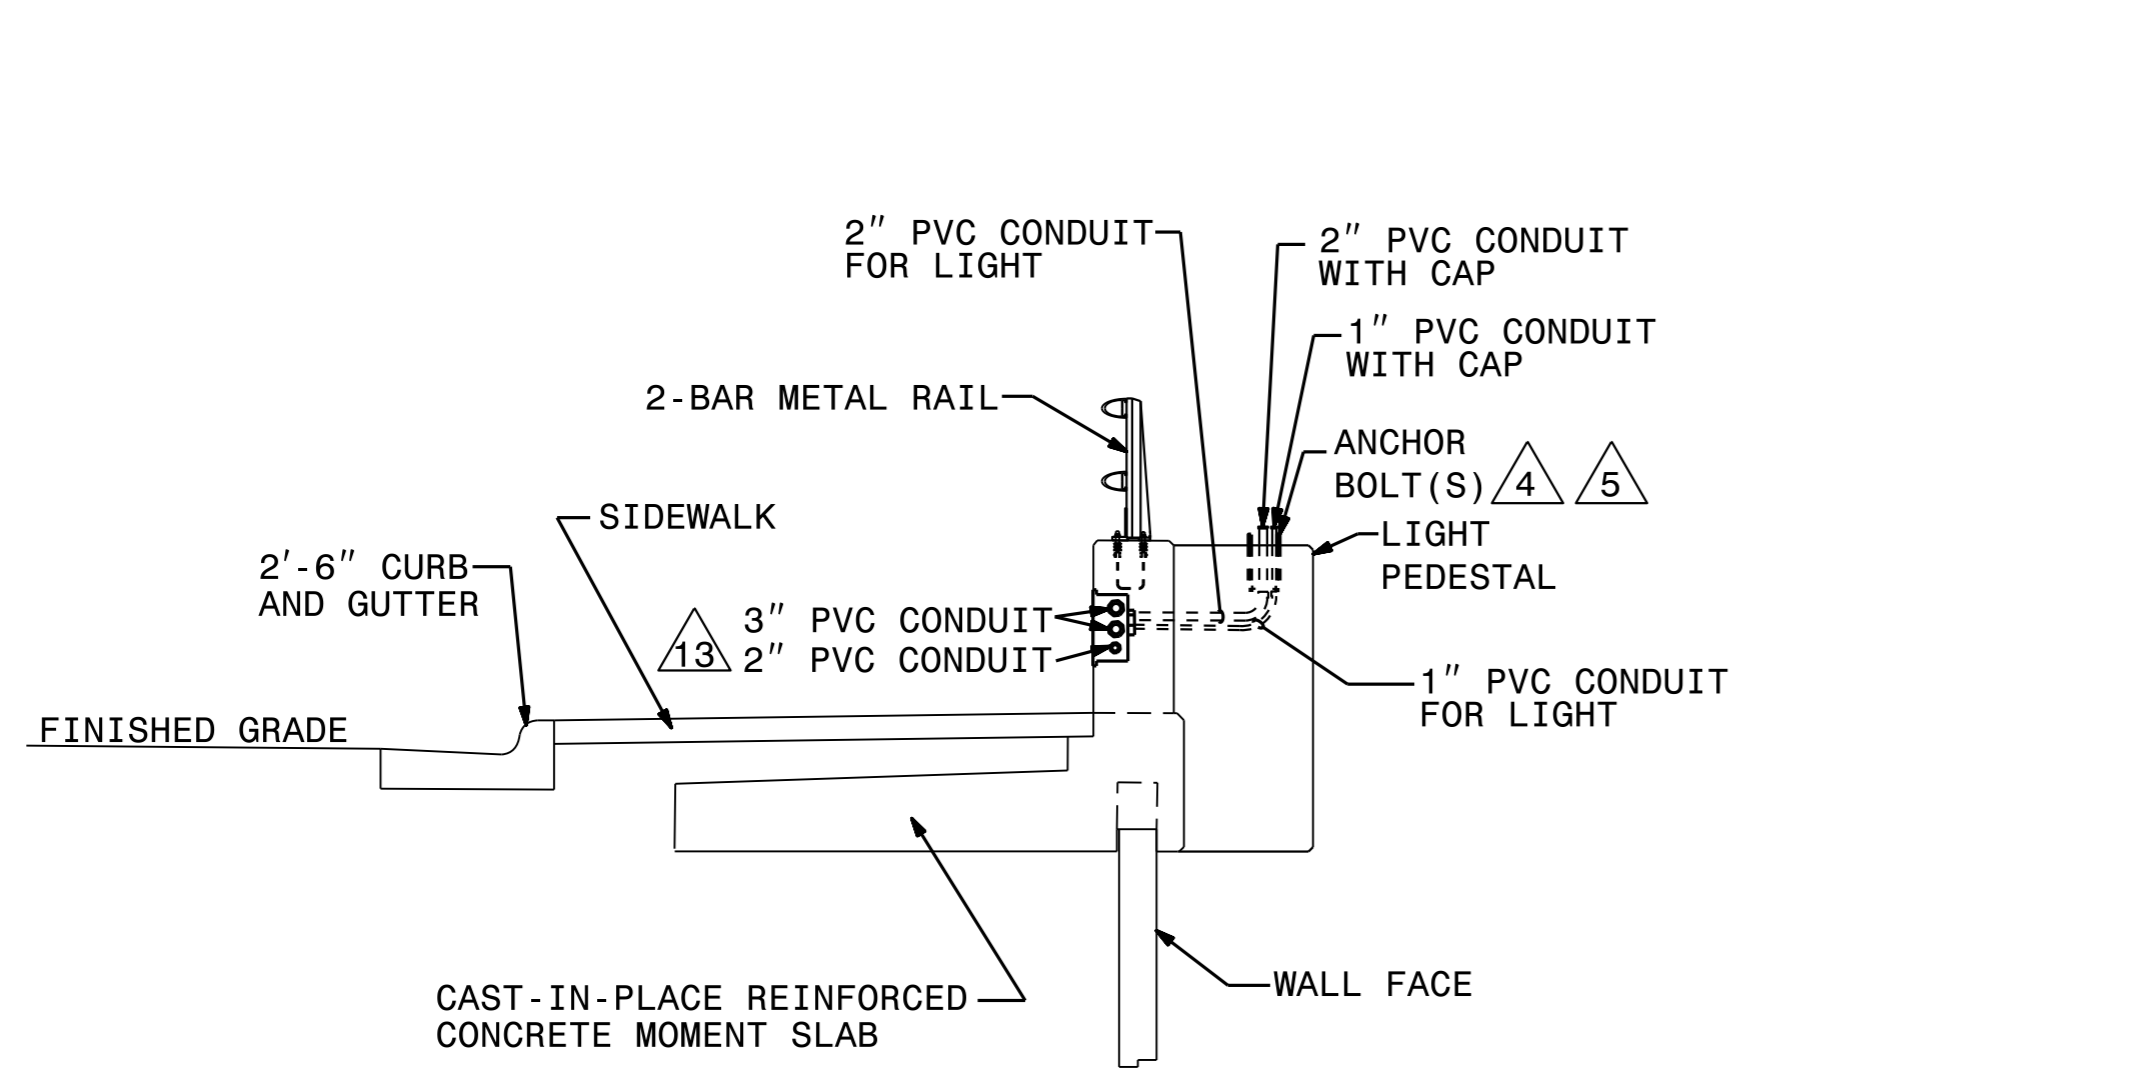 2" PVC CONDUIT
FOR LIGHT
2" PVC CONDUIT
WITH CAP
1" PVC CONDUIT
WITH CAP
2-BAR METAL RAIL
ANCHOR
BOLT(S) 4 5
SIDEWALK
LIGHT
PEDESTAL
2'-6" CURB
AND GUTTER
13 3" PVC CONDUIT
2" PVC CONDUIT
1" PVC CONDUIT
FOR LIGHT
FINISHED GRADE
CAST-IN-PLACE REINFORCED
CONCRETE MOMENT SLAB
WALL FACE